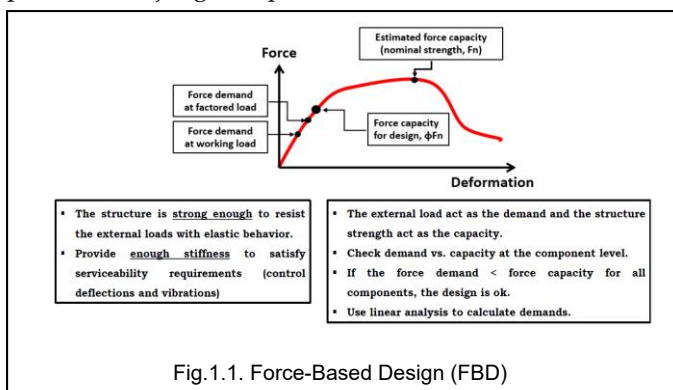 Estimated force capacity
(nominal strength, Fn)
Force
Force demand
at factored load
Force demand
at working load
Force capacity
for design, ϕFn
Deformation
▪ The structure is strong enough to resist
the external loads with elastic behavior.
▪ Provide enough stiffness to satisfy
serviceability requirements (control
deflections and vibrations)
▪ The external load act as the demand and the structure
strength act as the capacity.
▪ Check demand vs. capacity at the component level.
▪ If the force demand < force capacity for all
components, the design is ok.
▪ Use linear analysis to calculate demands.
Fig.1.1. Force-Based Design (FBD)